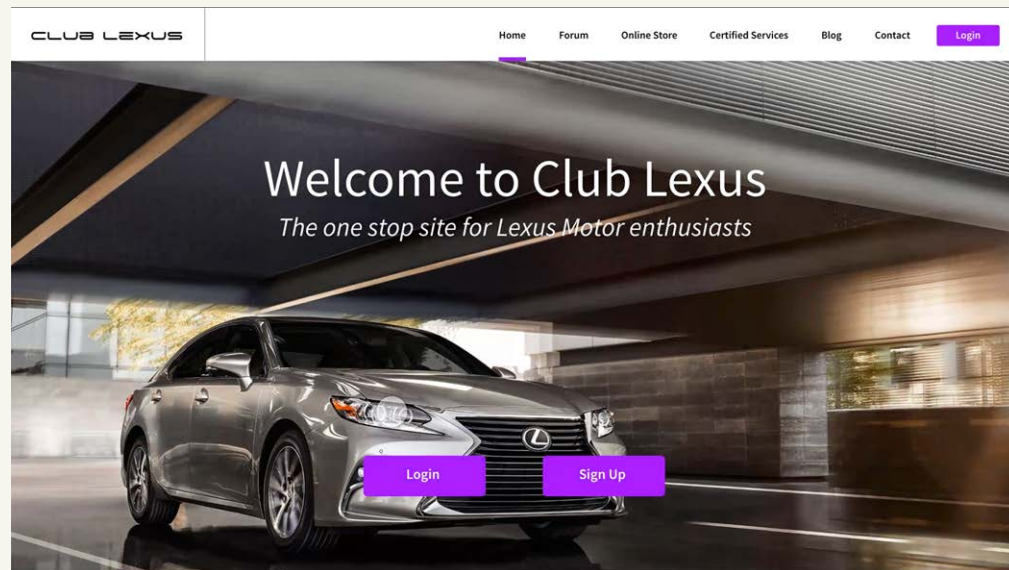 CLUB LEXUS
Home Forum Online Store Certified Services Blog Contact Login
Welcome to Club Lexus
The one stop site for Lexus Motor enthusiasts
Login Sign Up